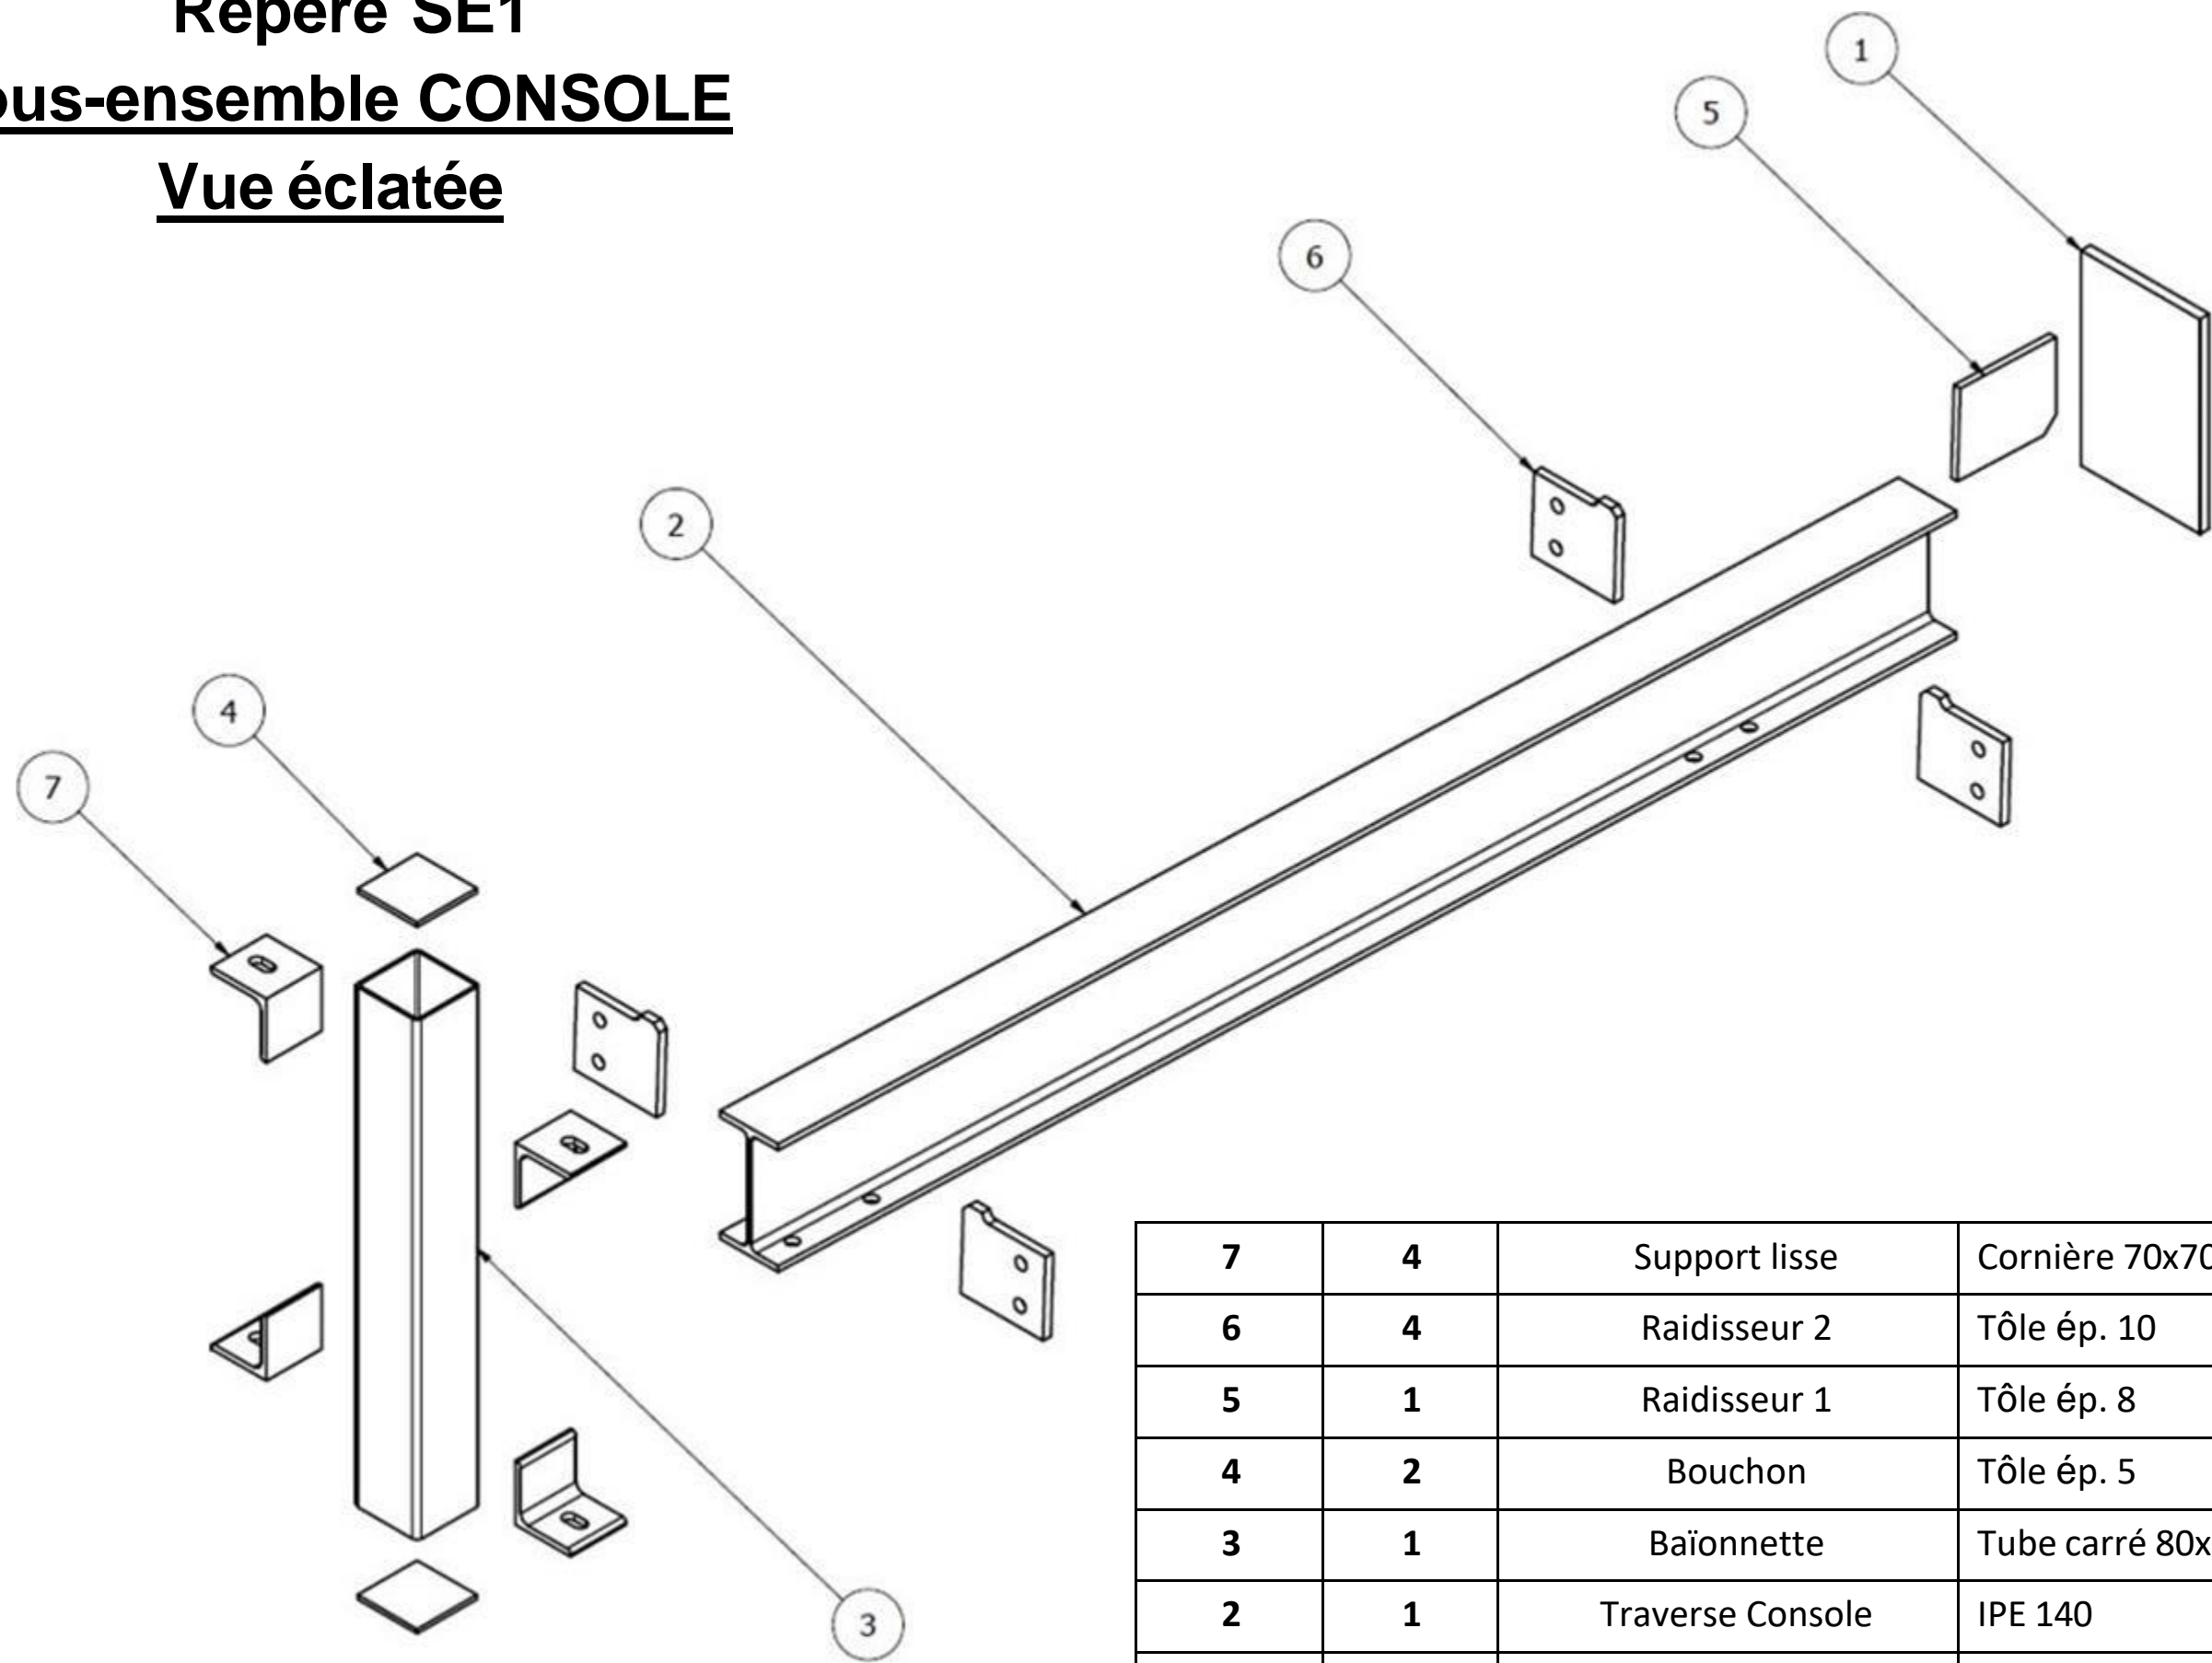 Repère SE1
ous-ensemble CONSOLE
Vue éclatée
1
5
6
2
4
7
3
7 4 Support lisse Cornière 70x70
6 4 Raidisseur 2 Tôle ép. 10
5 1 Raidisseur 1 Tôle ép. 8
4 2 Bouchon Tôle ép. 5
3 1 Baïonnette Tube carré 80x
2 1 Traverse Console IPE 140